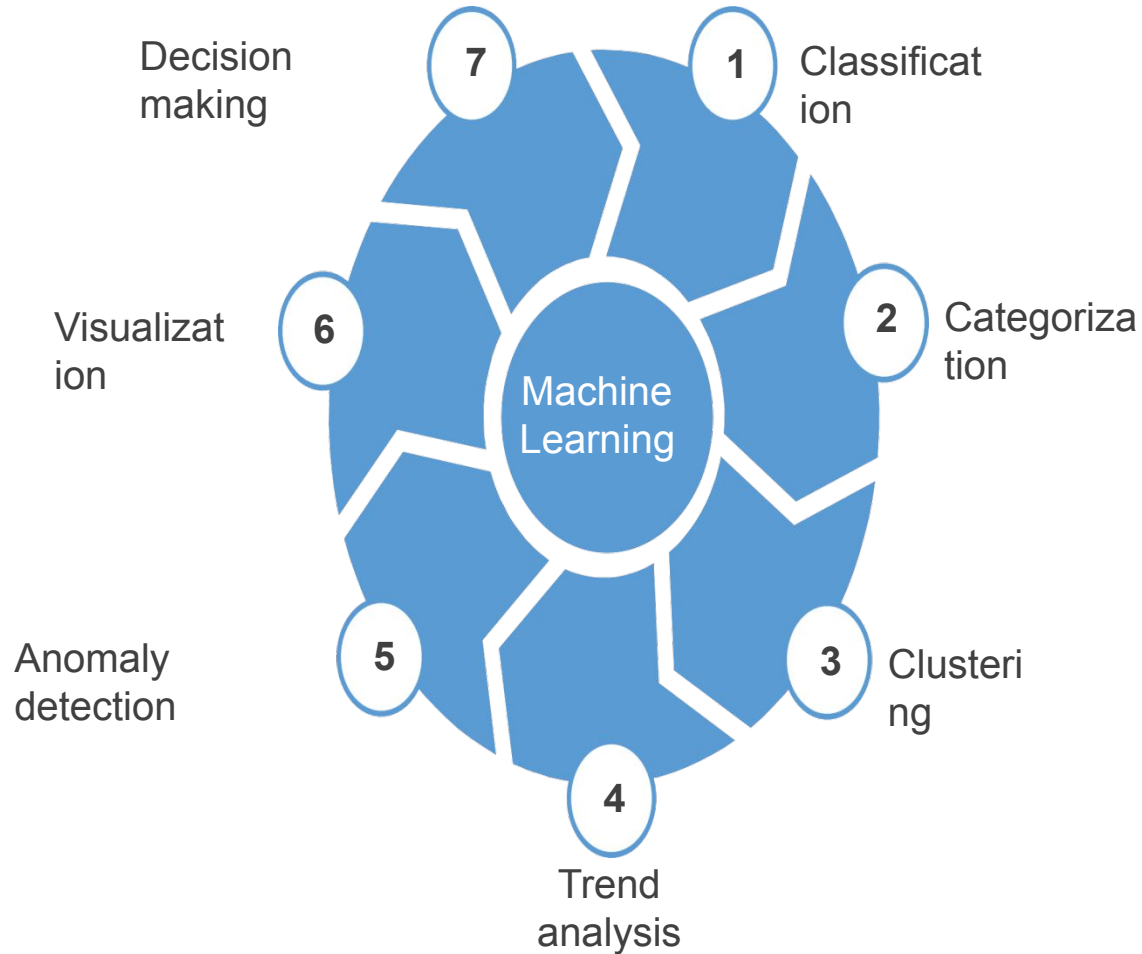 1
Classificat
ion
2
Categoriza
tion
3
Clusteri
ng
4
Trend
analysis
5
Anomaly
detection
6
Visualizat
ion
7
Decision
making
Machine
Learning